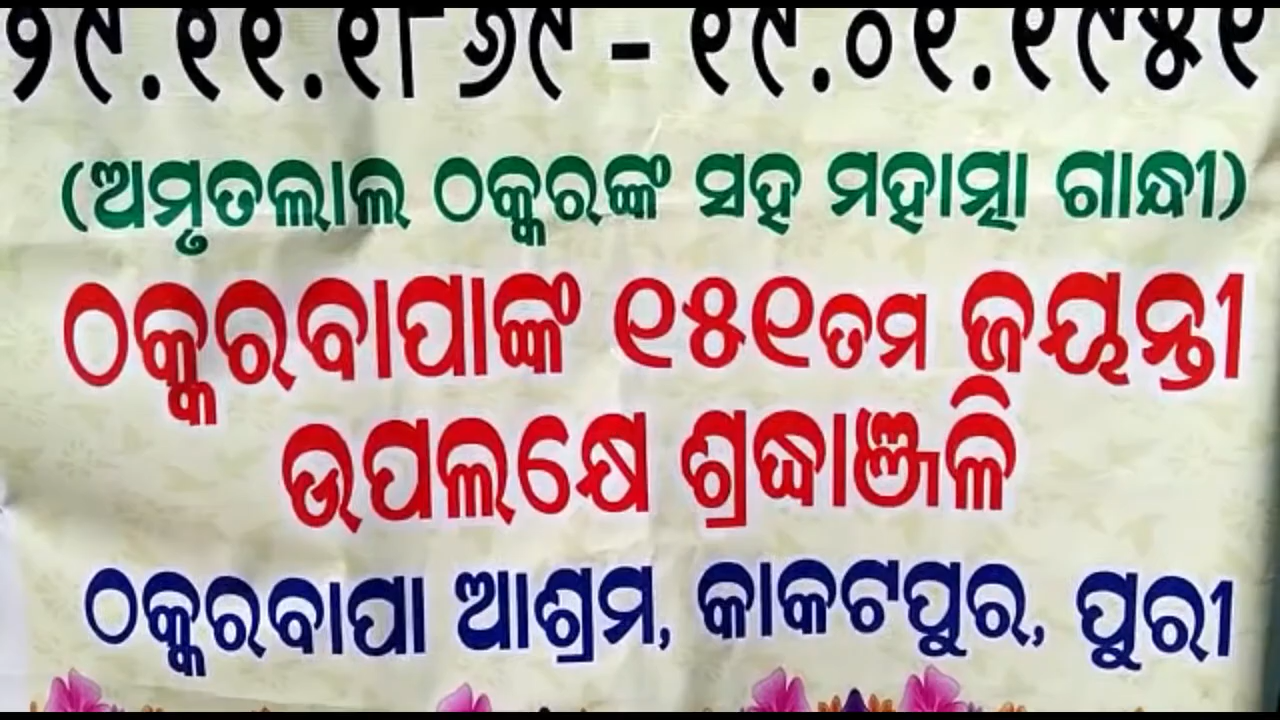 ୨୯.୧୧.୧୮୬୯ - ୧୯.୦୧.୧୯୫୧
(ଅମୃତଲାଲ ଠକ୍କରଙ୍କ ସହ ମହାତ୍ମା ଗାନ୍ଧୀ)
ଠକ୍କରବାପାଙ୍କ ୧୫୧ତମ ଜୟନ୍ତୀ
ଉପଲକ୍ଷେ ଶ୍ରଦ୍ଧାଞ୍ଜଳି
ଠକ୍କରବାପା ଆଶ୍ରମ, କାକଟପୁର, ପୁରୀ